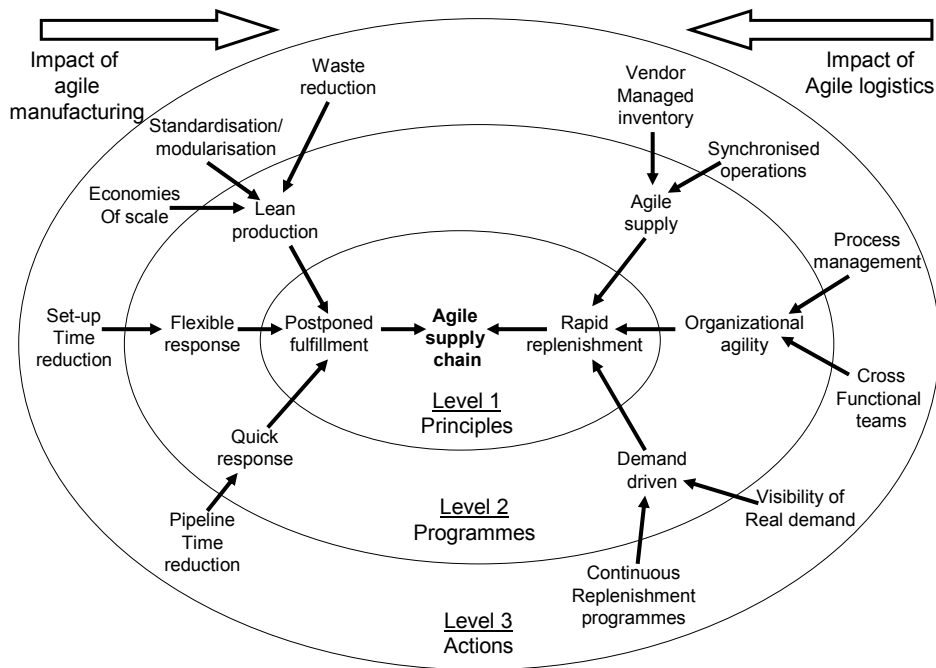 Impact of
agile
manufacturing
Impact of
Agile logistics
Waste
reduction
Vendor
Managed
inventory
Standardisation/
modularisation
Synchronised
operations
Economies
Of scale
Lean
production
Agile
supply
Process
management
Set-up
Time
reduction
Flexible
response
Postponed
fulfillment
Agile
supply
chain
Rapid
replenishment
Organizational
agility
Cross
Functional
teams
Level 1
Principles
Quick
response
Demand
driven
Pipeline
Time
reduction
Level 2
Programmes
Visibility of
Real demand
Continuous
Replenishment
programmes
Level 3
Actions